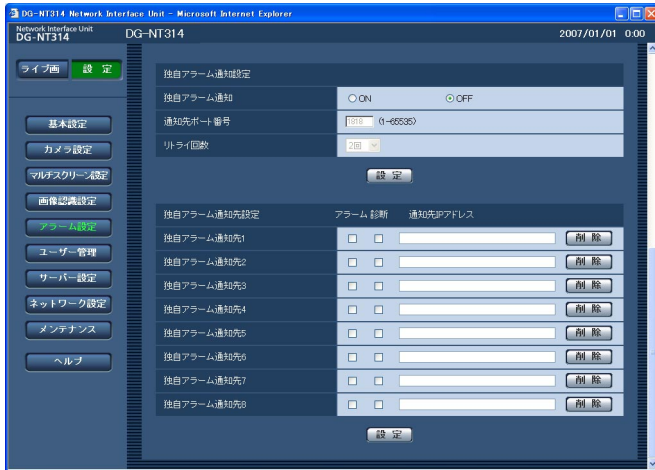 DG-NT314 Network Interface Unit - Microsoft Internet Explorer
Network Interface Unit
DG-NT314
DG-NT314
2007/01/01 0:00
ライブ画
設 定
基本設定
カメラ設定
マルチスクリーン設定
画像認識設定
アラーム設定
ユーザー管理
サーバー設定
ネットワーク設定
メンテナンス
ヘルプ
独自アラーム通知設定
独自アラーム通知 ON OFF
通知先ポート番号 1818 (1-65535)
リトライ回数 2回
設 定
独自アラーム通知先設定 アラーム 診断 通知先IPアドレス
独自アラーム通知先1 削 除
独自アラーム通知先2 削 除
独自アラーム通知先3 削 除
独自アラーム通知先4 削 除
独自アラーム通知先5 削 除
独自アラーム通知先6 削 除
独自アラーム通知先7 削 除
独自アラーム通知先8 削 除
設 定